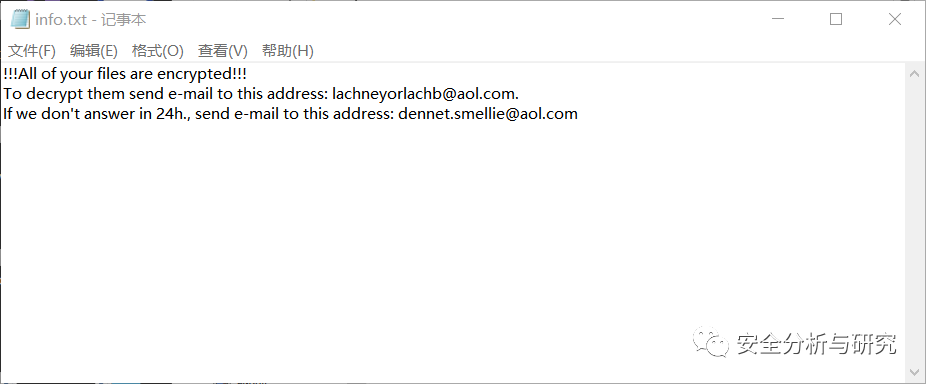 info.txt - 记事本
文件(F) 编辑(E) 格式(O) 查看(V) 帮助(H)
!!!All of your files are encrypted!!!
To decrypt them send e-mail to this address: lachneyorlachb@aol.com.
If we don't answer in 24h., send e-mail to this address: dennet.smellie@aol.com
安全分析与研究